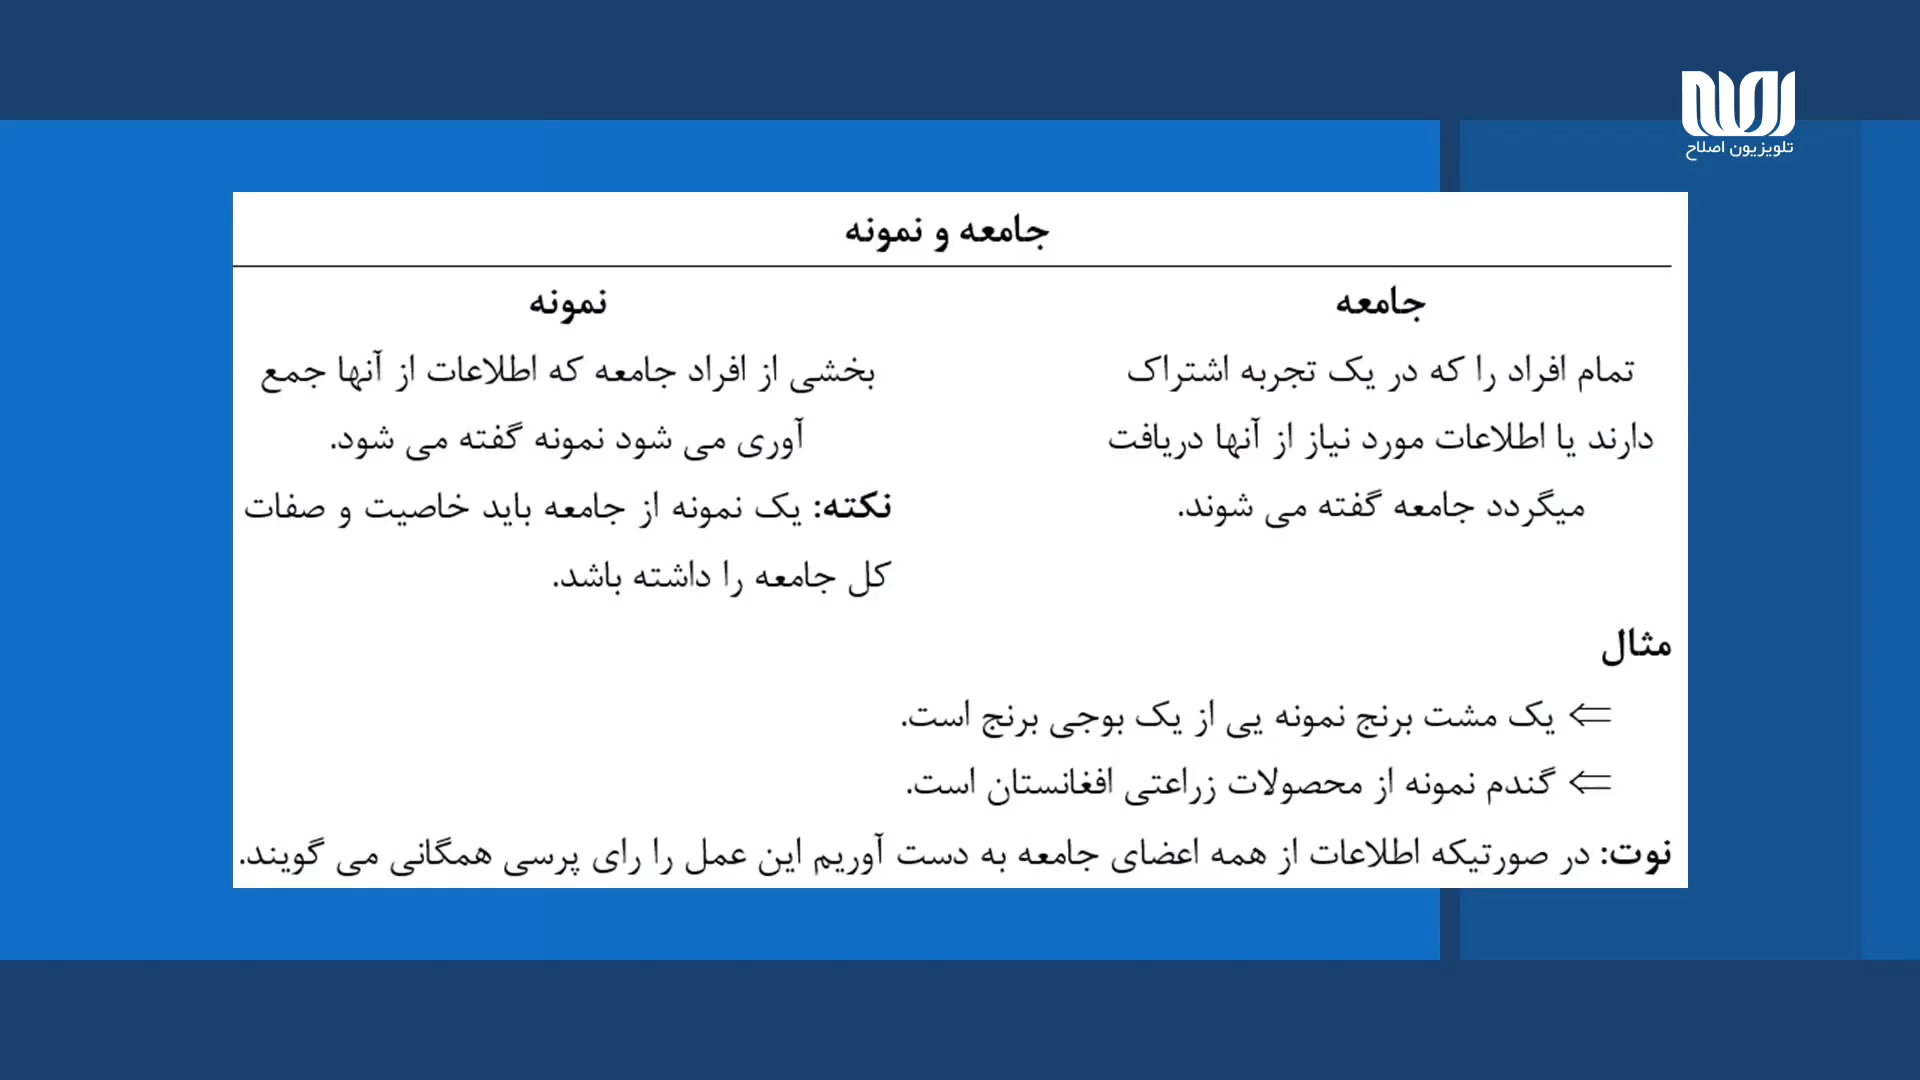 تلویزیون اصلاح
جامعه و نمونه
جامعه
تمام افراد را که در یک تجربه اشتراک
دارند یا اطلاعات مورد نیاز از آنها دریافت
میگردد جامعه گفته می شوند.
نمونه
بخشی از افراد جامعه که اطلاعات از آنها جمع
آوری می شود نمونه گفته می شود.
نکته: یک نمونه از جامعه باید خاصیت و صفات
کل جامعه را داشته باشد.
مثال
⇐ یک مشت برنج نمونه یی از یک بوجی برنج است.
⇐ گندم نمونه از محصولات زراعتی افغانستان است.
نوت: در صورتیکه اطلاعات از همه اعضای جامعه به دست آوریم این عمل را رای پرسی همگانی می گویند.